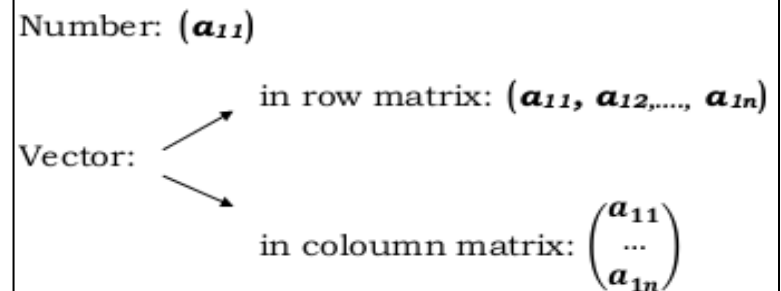 Number: (a₁₁)
in row matrix: (a₁₁, a₁₂,...., a₁ₙ)
Vector:
in coloumn matrix: (a₁₁
...
a₁ₙ)